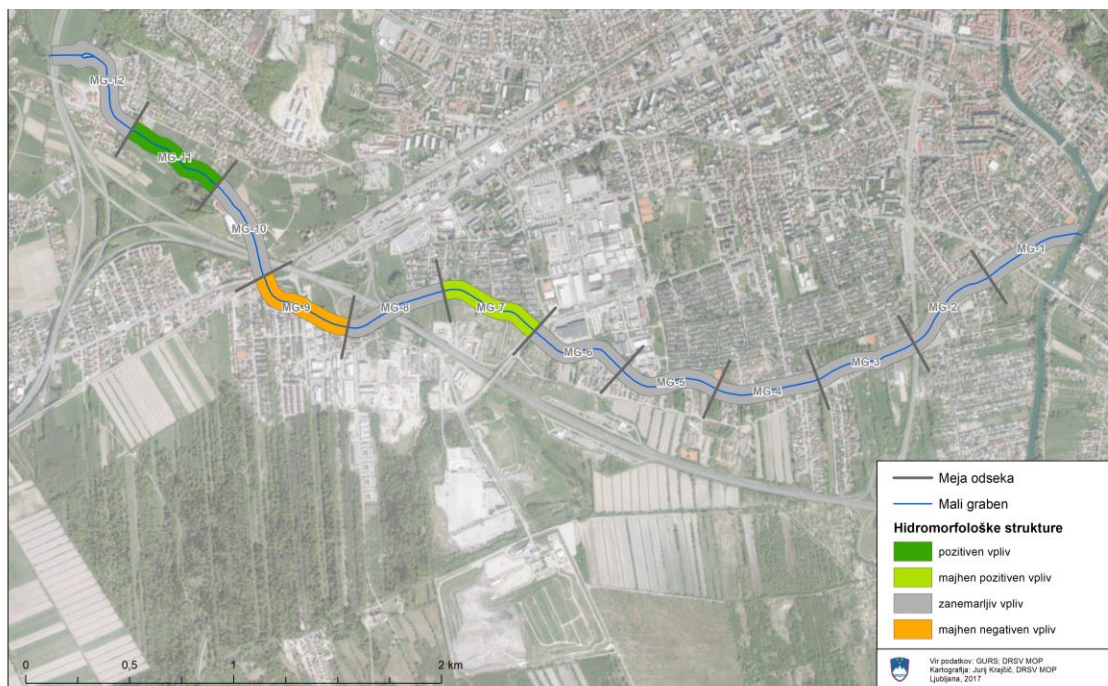 MG-12
MG-11
MG-10
MG-9
MG-8
MG-7
MG-6
MG-5
MG-4
MG-3
MG-2
MG-1
Meja odseka
Mali graben
Hidromorfološke strukture
pozitiven vpliv
majhen pozitiven vpliv
zanemarljiv vpliv
majhen negativen vpliv
Vir podatkov: GURS; DRSV MOP
Kartografija: Jurij Krajčič, DRSV MOP
Ljubljana, 2017
0 0,5 1 2 km